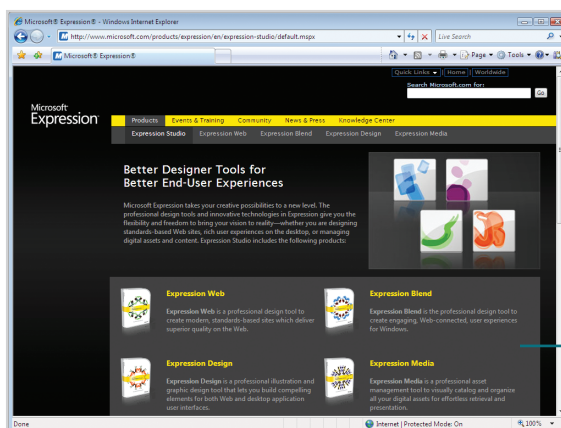 Microsoft® Expression® - Windows Internet Explorer
http://www.microsoft.com/products/expression/en/expression-studio/default.mspx
Live Search
Microsoft® Expression®
Page
Tools
Quick Links | Home | Worldwide
Search Microsoft.com for:
Go
Microsoft
Expression
Products Events & Training Community News & Press Knowledge Center
Expression Studio Expression Web Expression Blend Expression Design Expression Media
Better Designer Tools for
Better End-User Experiences
Microsoft Expression takes your creative possibilities to a new level. The
professional design tools and innovative technologies in Expression give you the
flexibility and freedom to bring your vision to reality—whether you are designing
standards-based Web sites, rich user experiences on the desktop, or managing
digital assets and content. Expression Studio includes the following products:
Expression Web
Expression Web is a professional design tool to
create modern, standards-based sites which deliver
superior quality on the Web.
Expression Blend
Expression Blend is the professional design tool to
create engaging, Web-connected, user experiences
for Windows.
Expression Design
Expression Design is a professional illustration and
graphic design tool that lets you build compelling
elements for both Web and desktop application
user interfaces.
Expression Media
Expression Media is a professional asset
management tool to visually catalog and organize
all your digital assets for effortless retrieval and
presentation.
Done
Internet | Protected Mode: On
100%